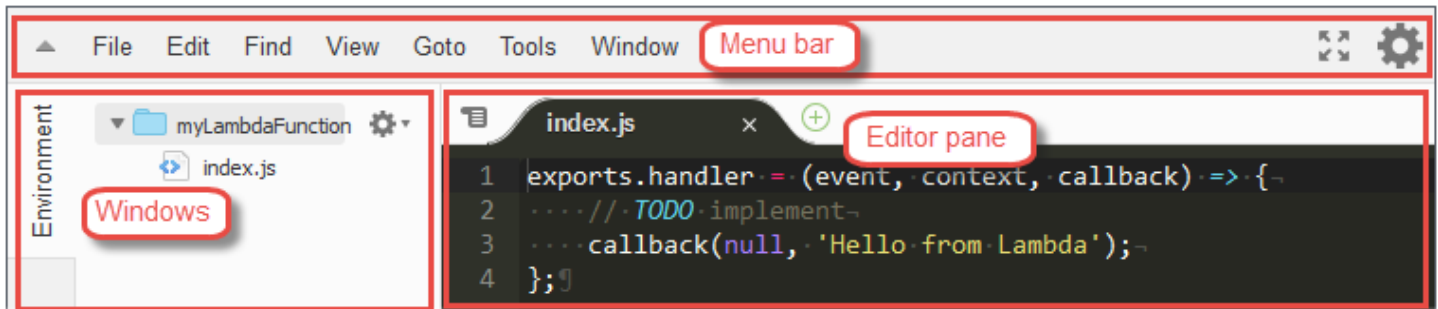 File Edit Find View Goto Tools Window Menu bar
Environment
myLambdaFunction
index.js
Windows
index.js ×
Editor pane
1 exports.handler = (event, context, callback) => {
2 // TODO implement
3 callback(null, 'Hello from Lambda');
4 };